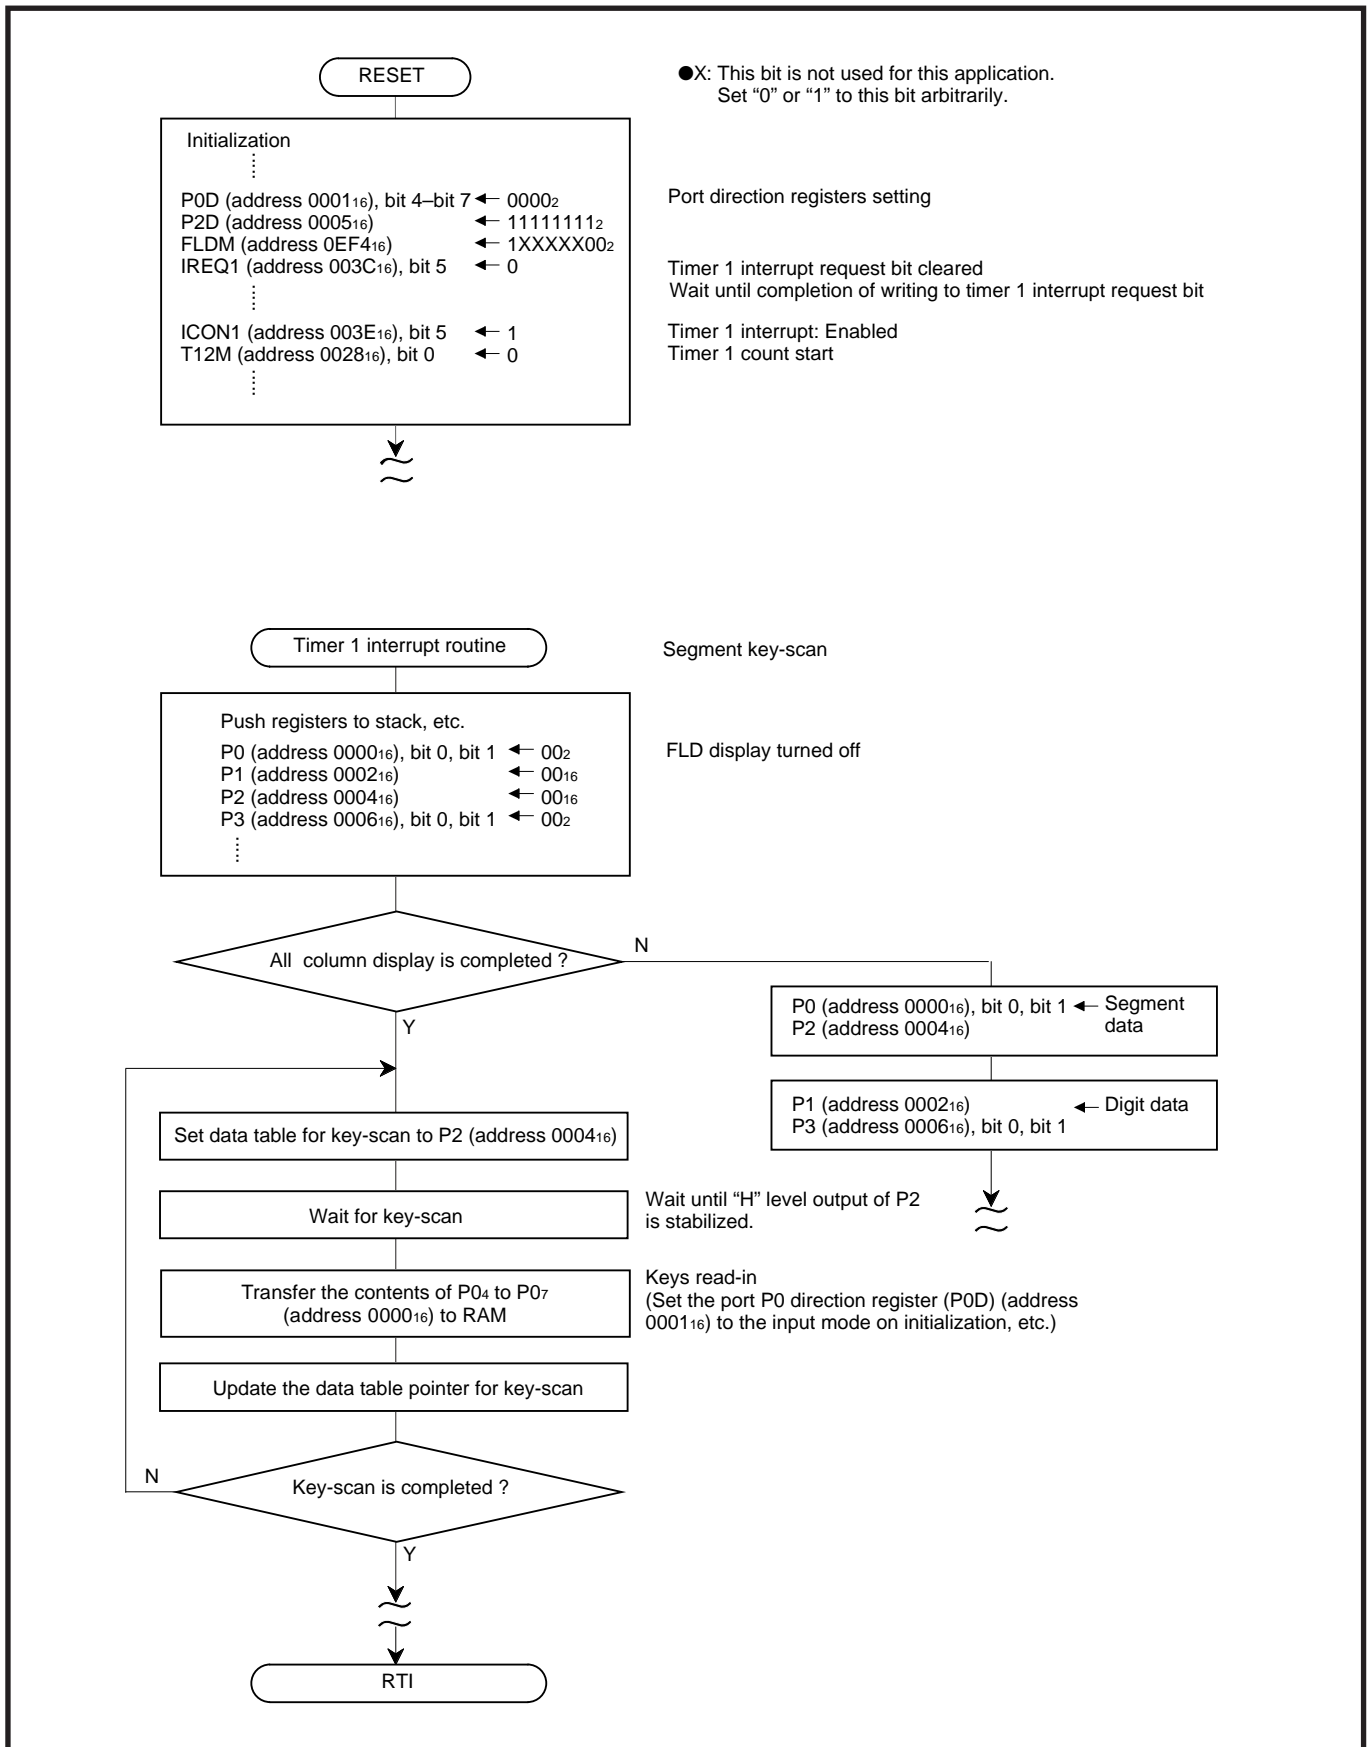 RESET
●X: This bit is not used for this application.
Set “0” or “1” to this bit arbitrarily.
Initialization
P0D (address 0001₁₆), bit 4–bit 7 ← 0000₂
Port direction registers setting
P2D (address 0005₁₆) ← 11111111₂
FLDM (address 0EF4₁₆) ← 1XXXXX00₂
IREQ1 (address 003C₁₆), bit 5 ← 0
Timer 1 interrupt request bit cleared
Wait until completion of writing to timer 1 interrupt request bit
ICON1 (address 003E₁₆), bit 5 ← 1
Timer 1 interrupt: Enabled
T12M (address 0028₁₆), bit 0 ← 0
Timer 1 count start
Timer 1 interrupt routine
Segment key-scan
Push registers to stack, etc.
P0 (address 0000₁₆), bit 0, bit 1 ← 00₂
FLD display turned off
P1 (address 0002₁₆) ← 00₁₆
P2 (address 0004₁₆) ← 00₁₆
P3 (address 0006₁₆), bit 0, bit 1 ← 00₂
All column display is completed ?
N
Y
P0 (address 0000₁₆), bit 0, bit 1 ← Segment
P2 (address 0004₁₆) data
P1 (address 0002₁₆) ← Digit data
P3 (address 0006₁₆), bit 0, bit 1
Set data table for key-scan to P2 (address 0004₁₆)
Wait for key-scan
Wait until “H” level output of P2
is stabilized.
Transfer the contents of P0₄ to P0₇
(address 0000₁₆) to RAM
Keys read-in
(Set the port P0 direction register (P0D) (address
0001₁₆) to the input mode on initialization, etc.)
Update the data table pointer for key-scan
N
Key-scan is completed ?
Y
RTI